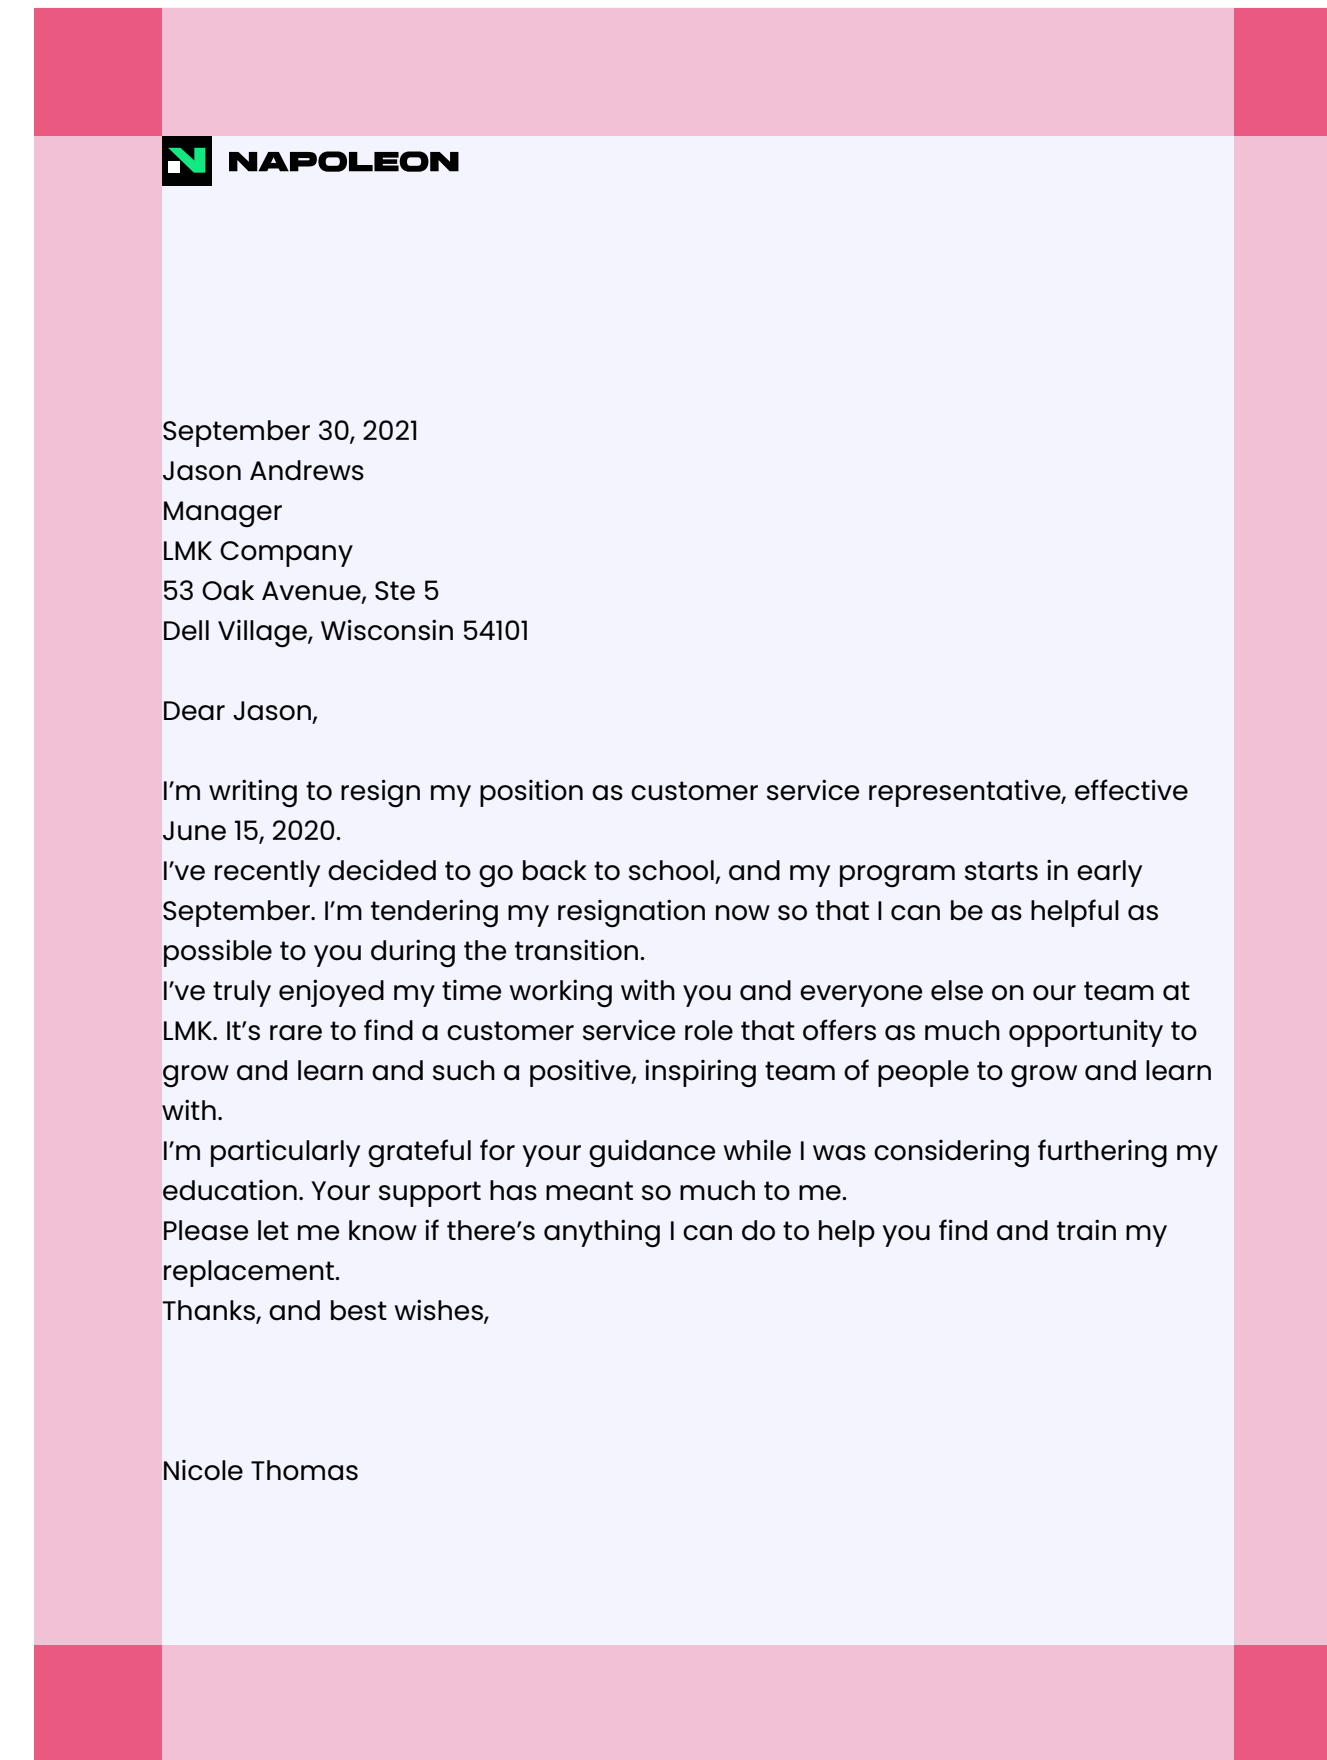 NAPOLEON
September 30, 2021
Jason Andrews
Manager
LMK Company
53 Oak Avenue, Ste 5
Dell Village, Wisconsin 54101
Dear Jason,
I’m writing to resign my position as customer service representative, effective
June 15, 2020.
I’ve recently decided to go back to school, and my program starts in early
September. I’m tendering my resignation now so that I can be as helpful as
possible to you during the transition.
I’ve truly enjoyed my time working with you and everyone else on our team at
LMK. It’s rare to find a customer service role that offers as much opportunity to
grow and learn and such a positive, inspiring team of people to grow and learn
with.
I’m particularly grateful for your guidance while I was considering furthering my
education. Your support has meant so much to me.
Please let me know if there’s anything I can do to help you find and train my
replacement.
Thanks, and best wishes,
Nicole Thomas